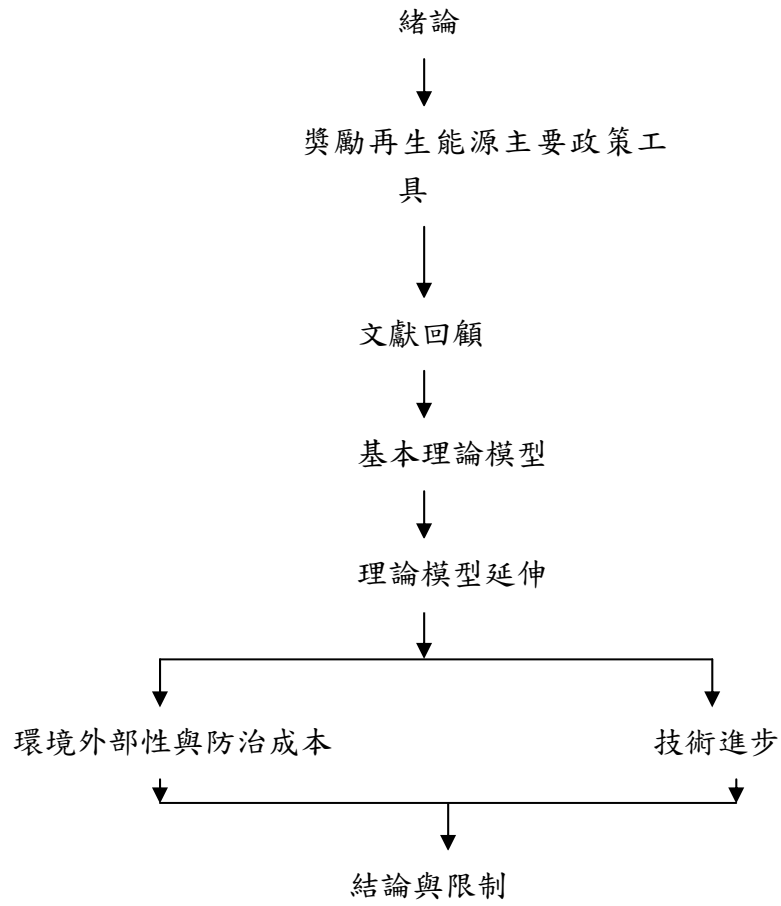 緒論
獎勵再生能源主要政策工
具
文獻回顧
基本理論模型
理論模型延伸
環境外部性與防治成本
技術進步
結論與限制